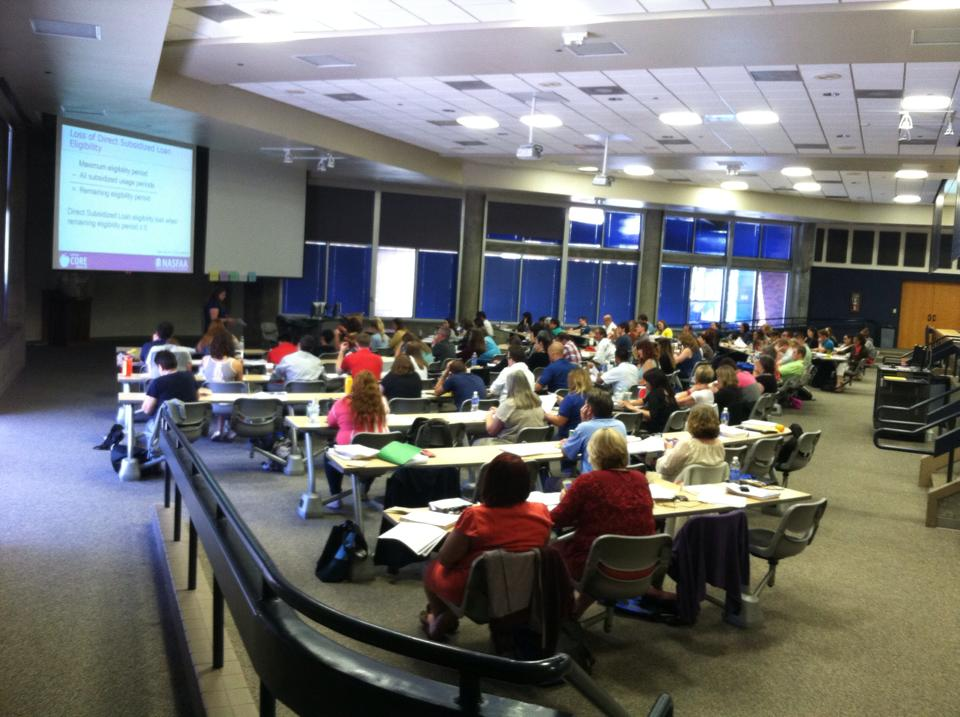 Loss of Direct Subsidized Loan
Eligibility
Maximum eligibility period
– All subsidized usage periods
= Remaining eligibility period
Direct Subsidized Loan eligibility lost when
remaining eligibility period ≤ 0
CORE
NASFAA